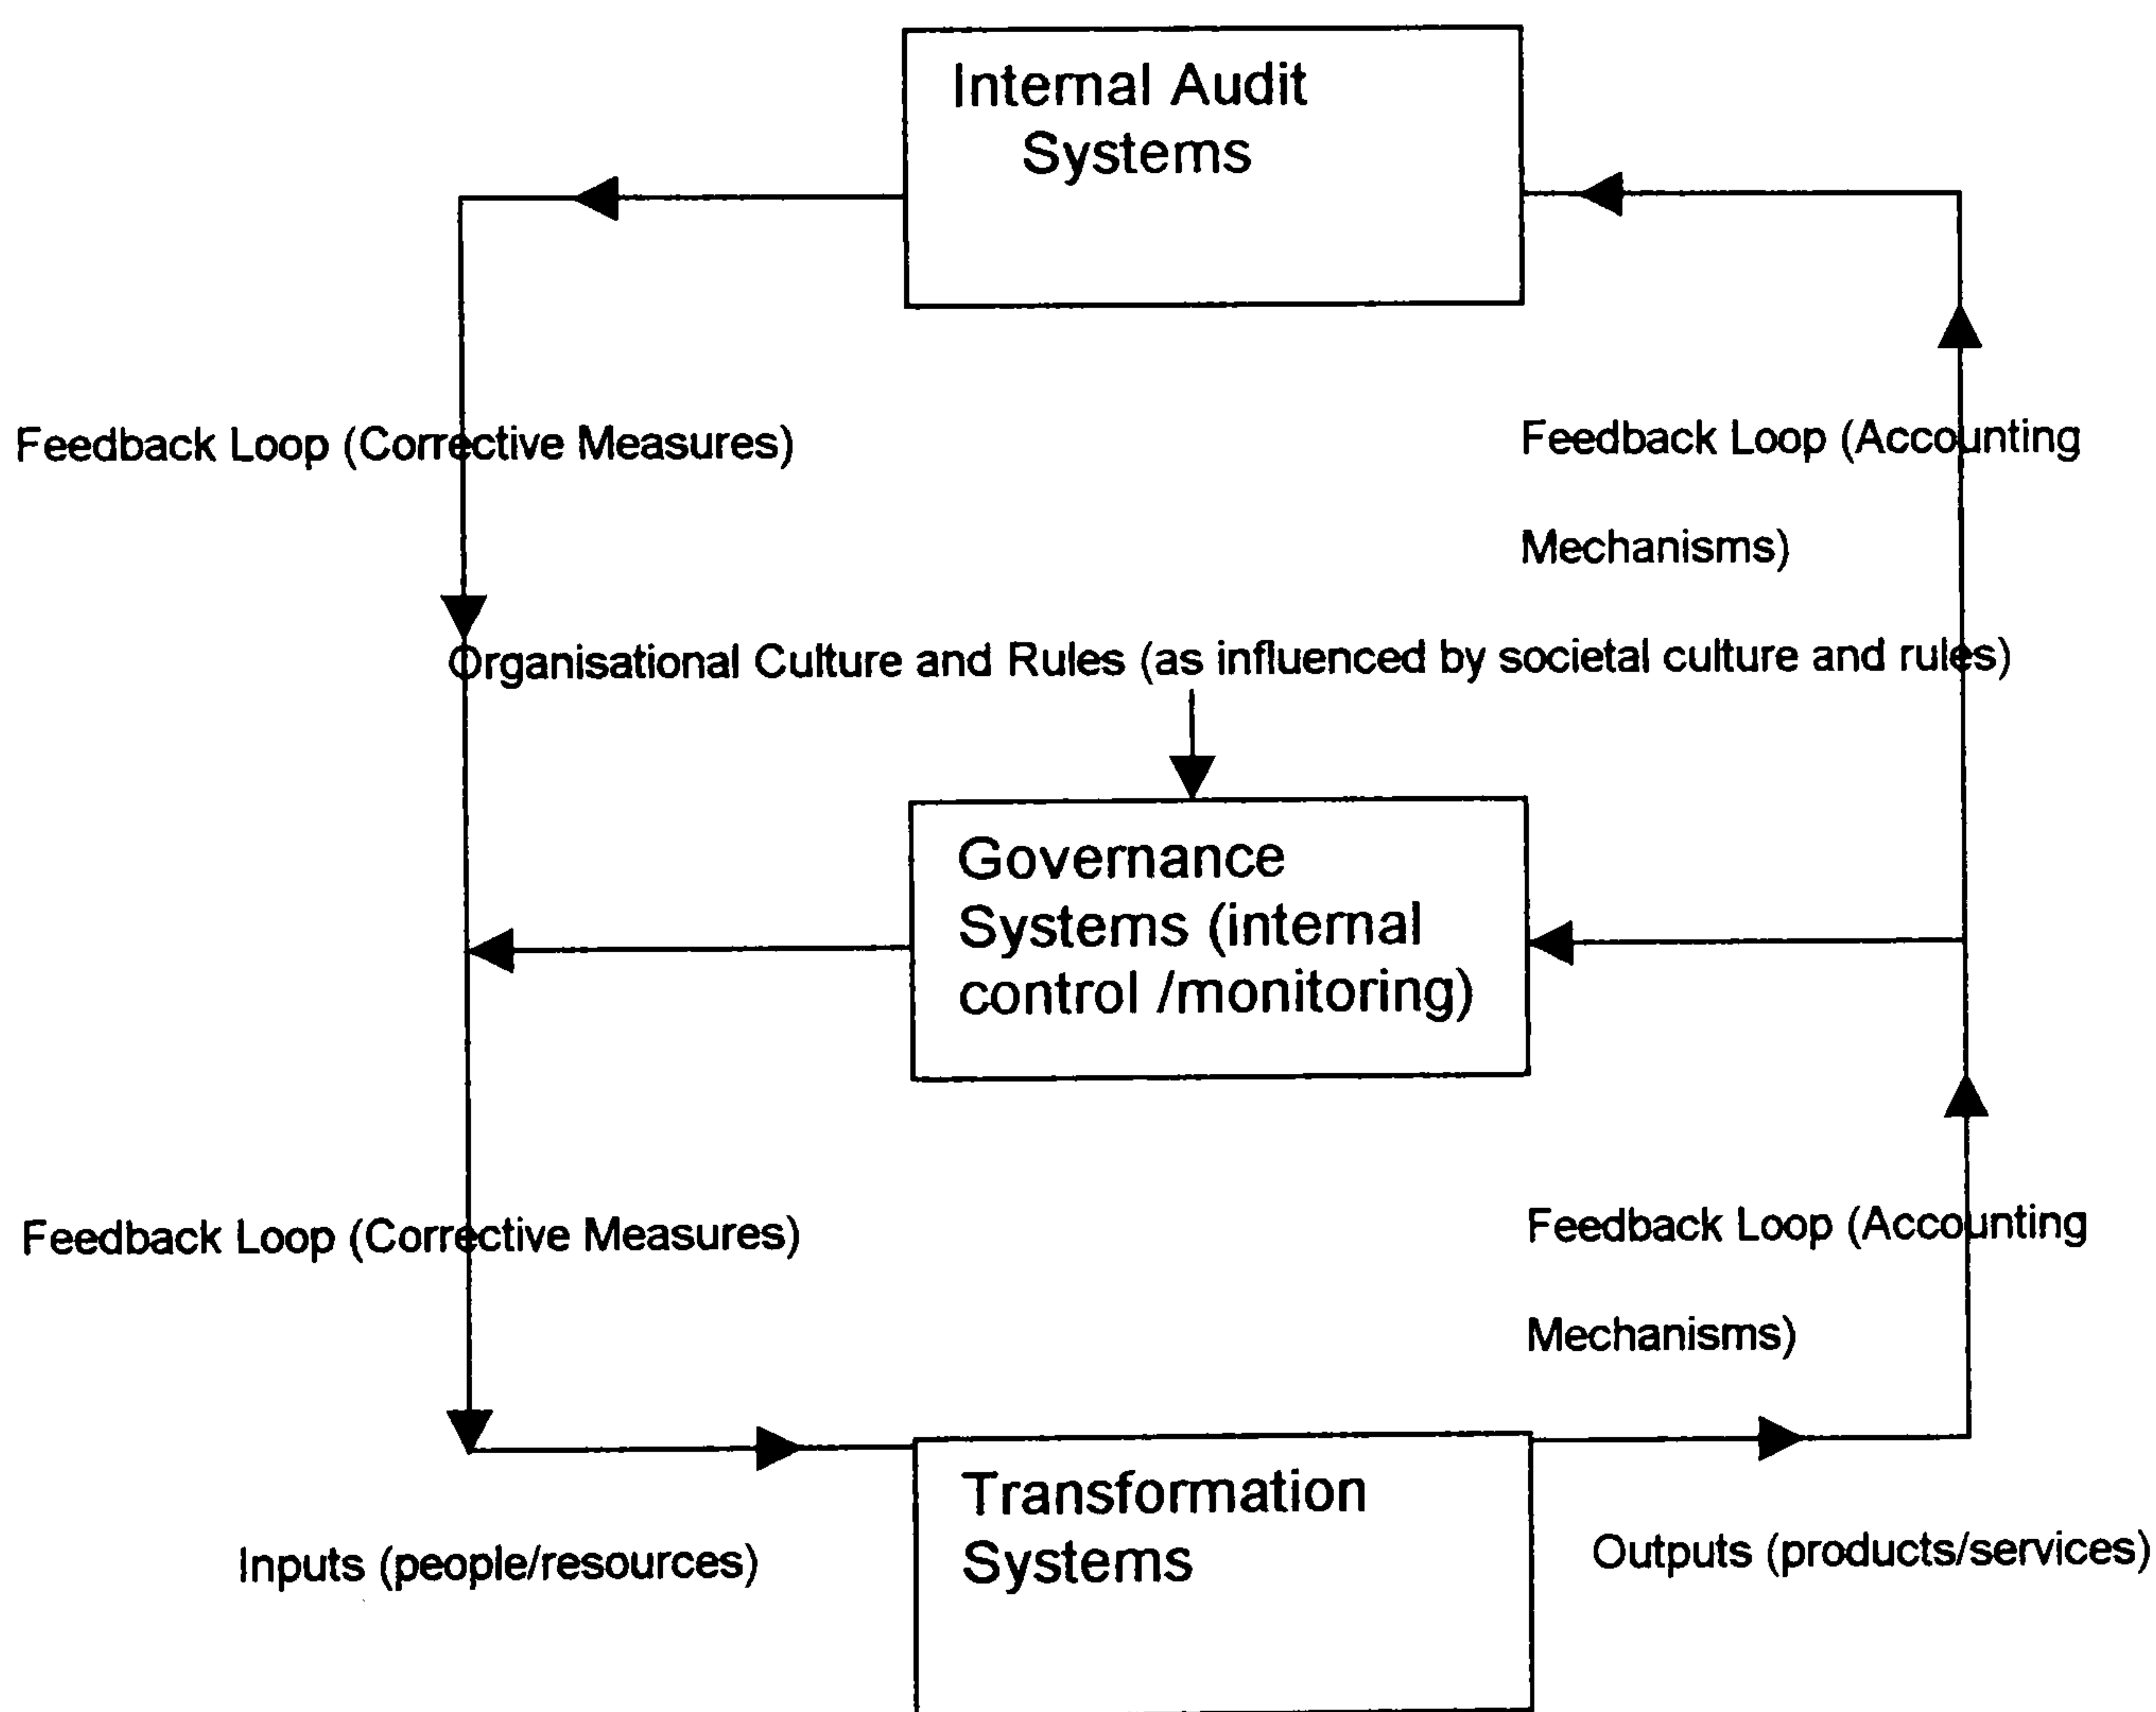 Internal Audit
Systems
Feedback Loop (Corrective Measures)
Feedback Loop (Accounting
Mechanisms)
Organisational Culture and Rules (as influenced by societal culture and rules)
Governance
Systems (internal
control /monitoring)
Feedback Loop (Corrective Measures)
Feedback Loop (Accounting
Mechanisms)
Transformation
Systems
Inputs (people/resources)
Outputs (products/services)